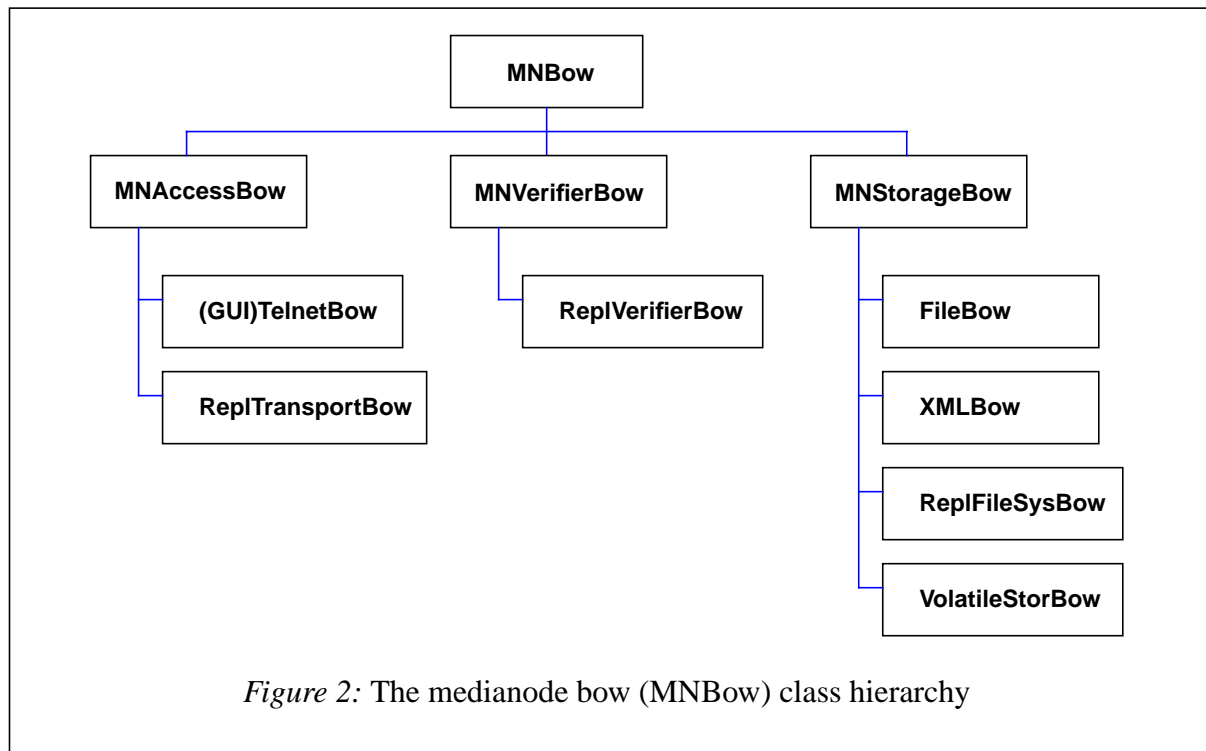 MNBow
MNAccessBow
MNVerifierBow
MNStorageBow
(GUI)TelnetBow
ReplVerifierBow
FileBow
ReplTransportBow
XMLBow
ReplFileSysBow
VolatileStorBow
Figure 2: The medianode bow (MNBow) class hierarchy